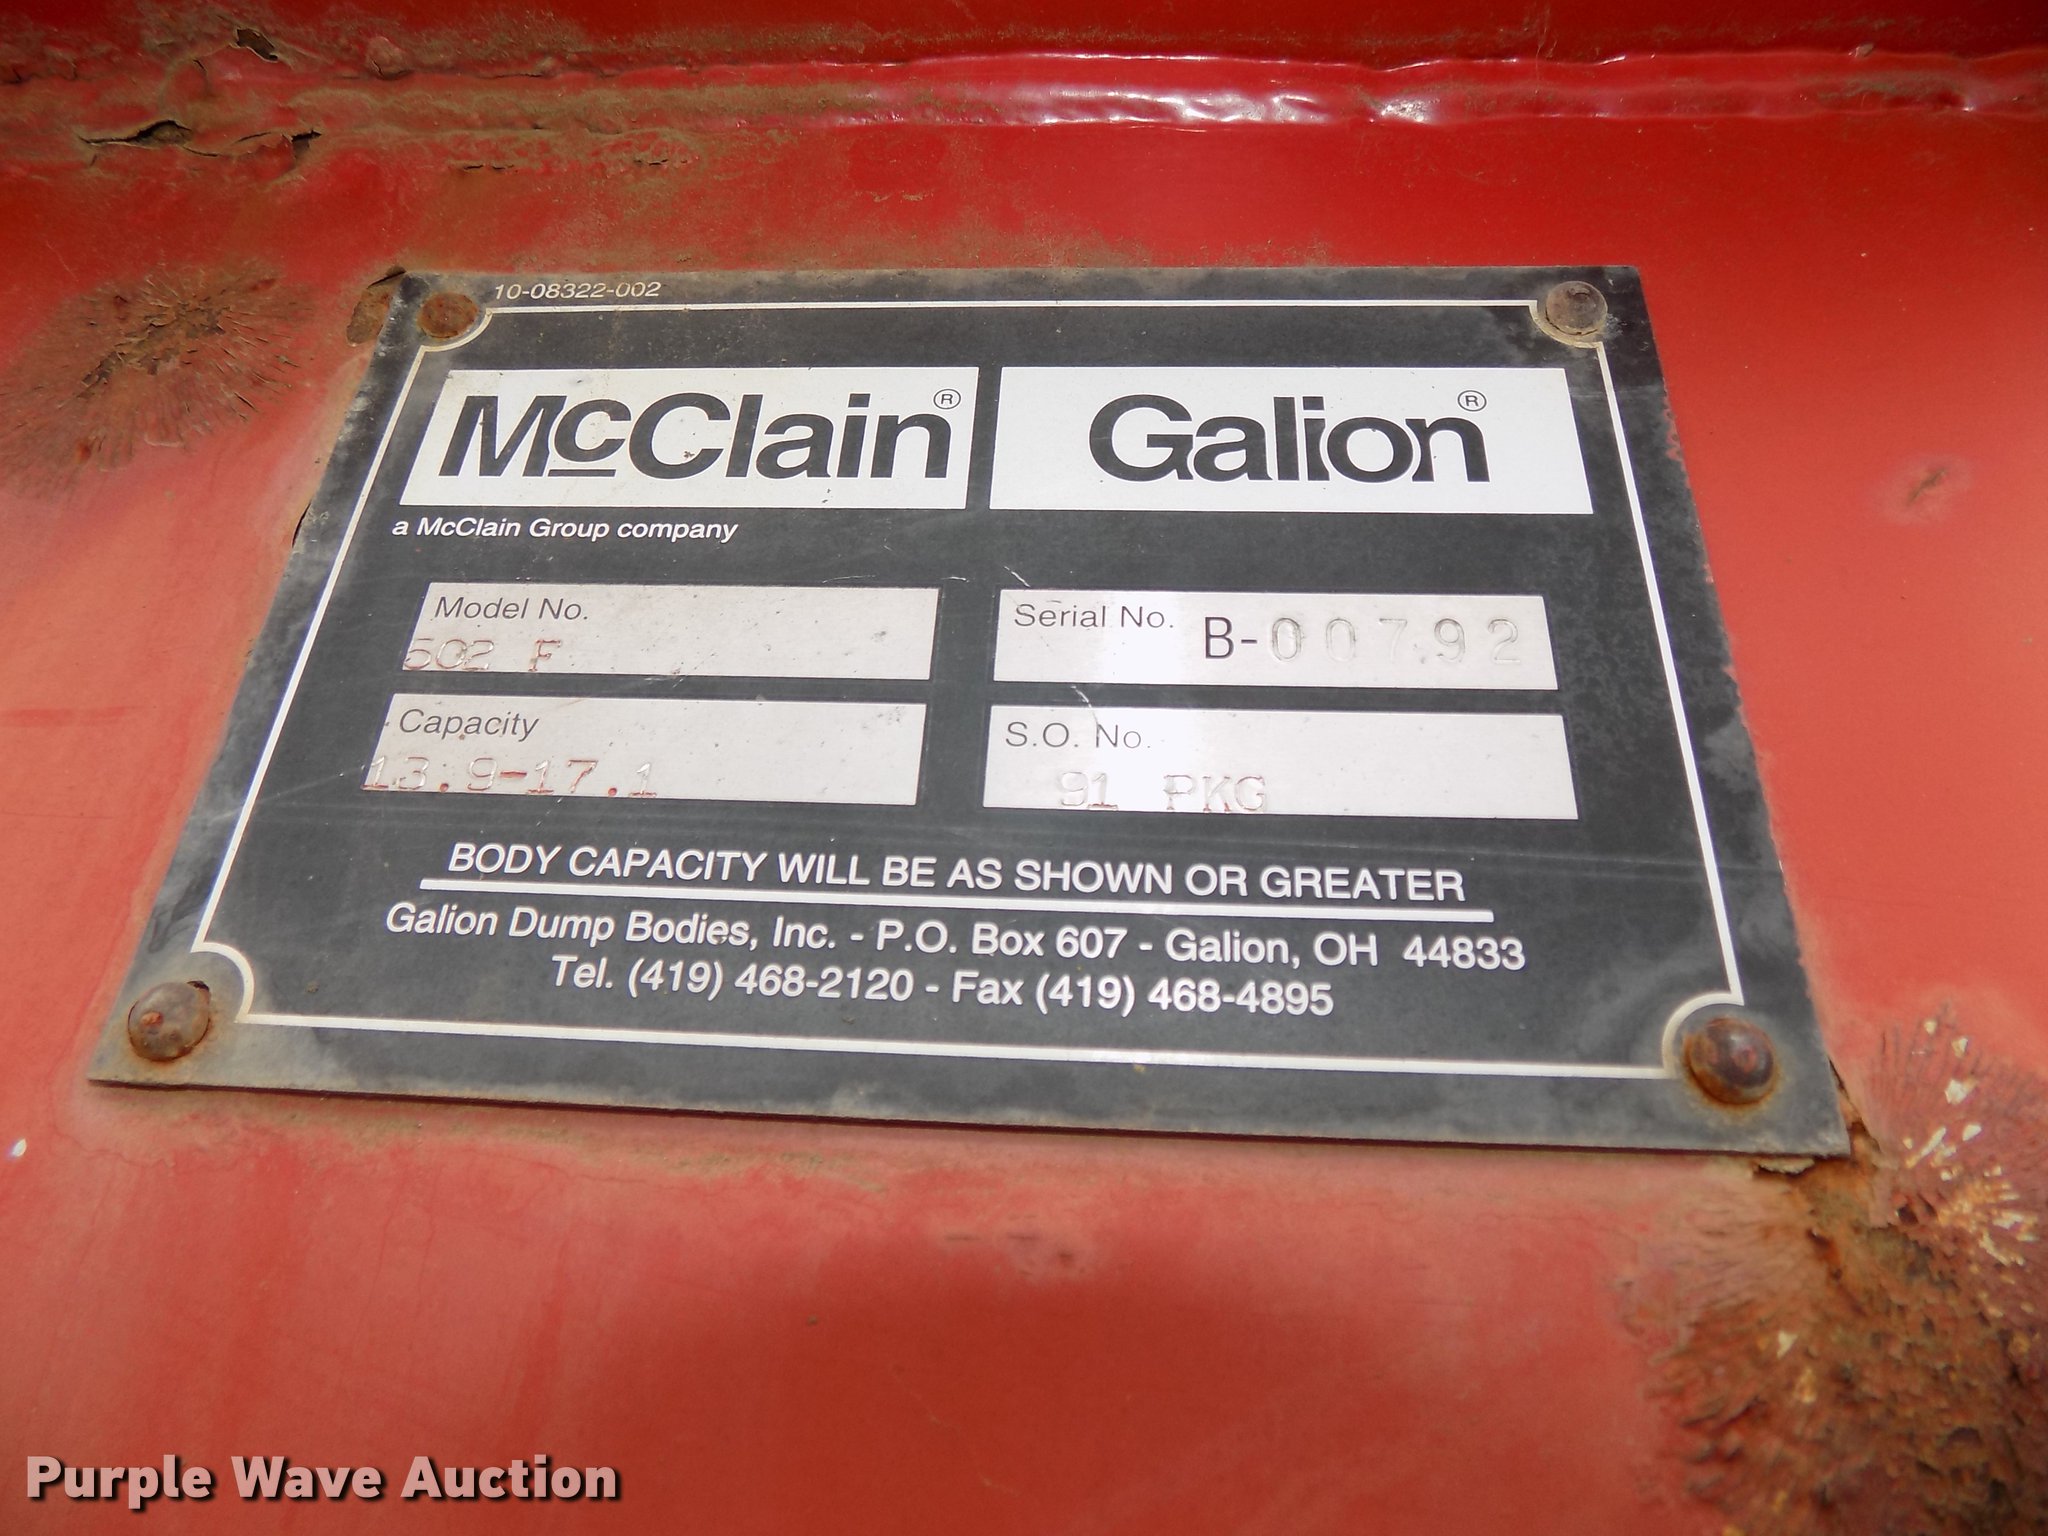 10-08322-002
McClain® Galion®
a McClain Group company
Model No.
502 F
Serial No. B-00792
Capacity
13.9-17.1
S.O. No.
91 PKG
BODY CAPACITY WILL BE AS SHOWN OR GREATER
Galion Dump Bodies, Inc. - P.O. Box 607 - Galion, OH 44833
Tel. (419) 468-2120 - Fax (419) 468-4895
Purple Wave Auction